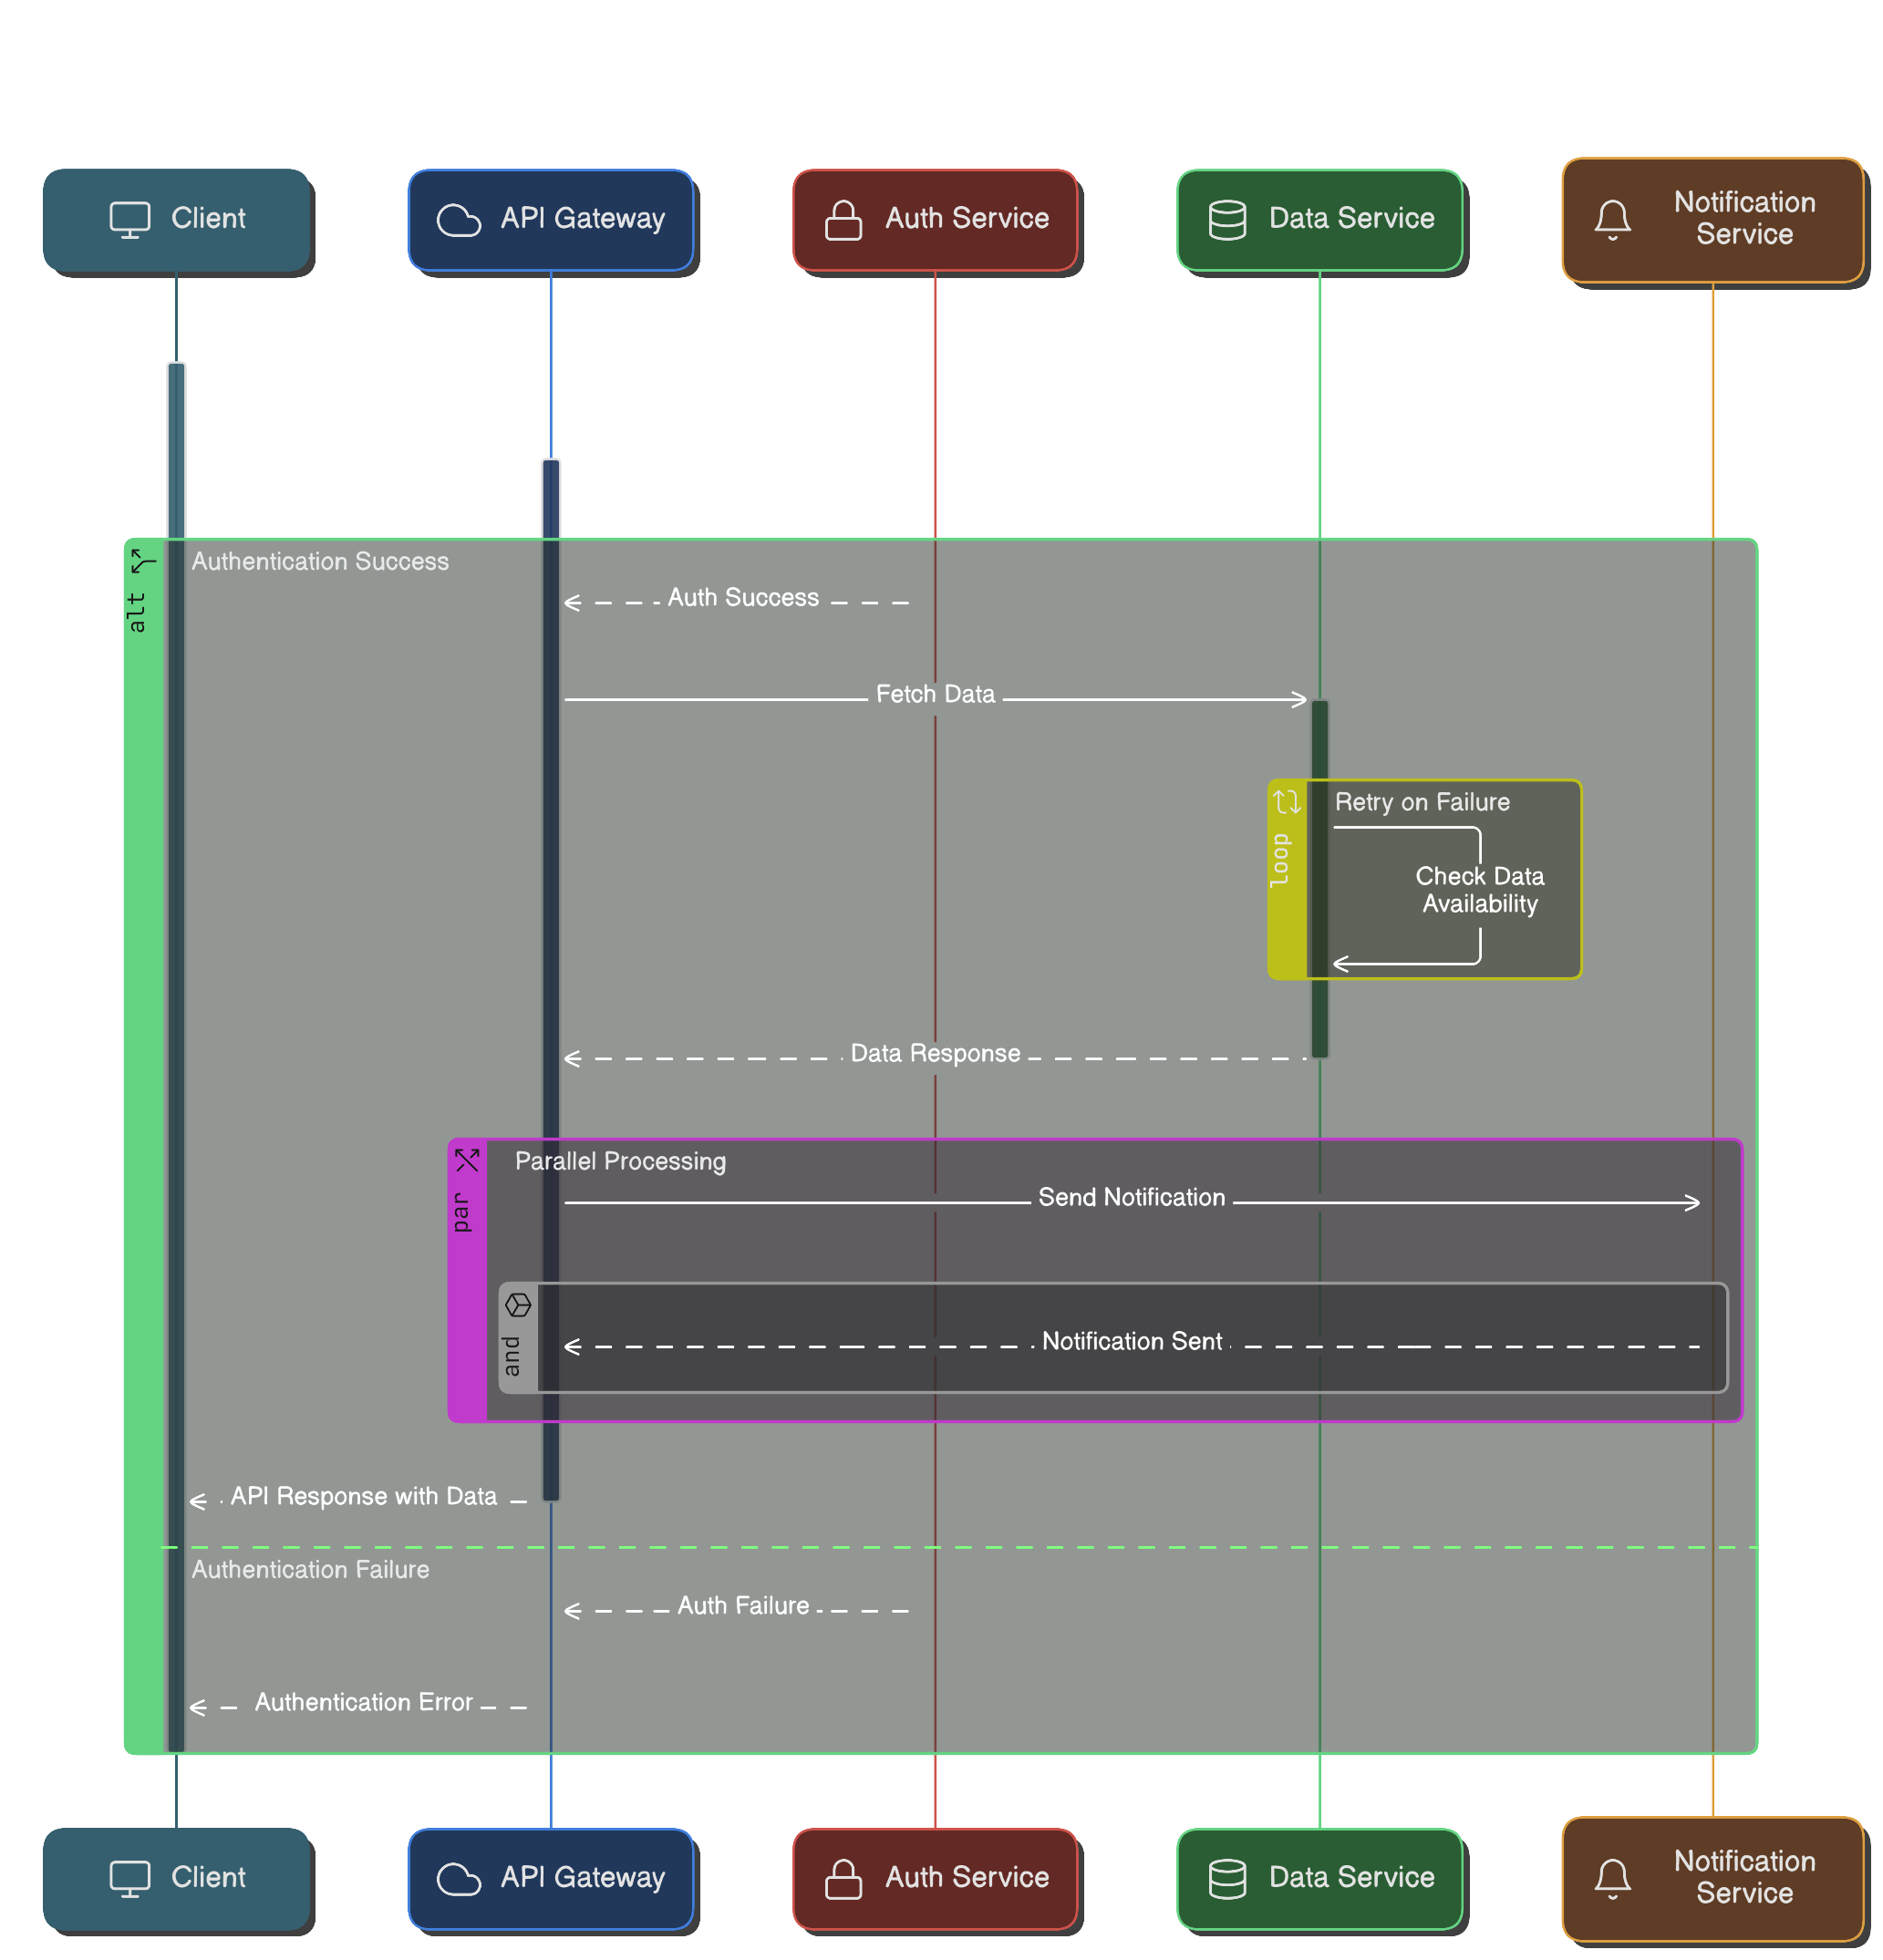 Client
API Gateway
Auth Service
Data Service
Notification
Service
alt
Authentication Success
Auth Success
Fetch Data
loop
Retry on Failure
Check Data
Availability
Data Response
par
Parallel Processing
Send Notification
and
Notification Sent
API Response with Data
Authentication Failure
Auth Failure
Authentication Error
Client
API Gateway
Auth Service
Data Service
Notification
Service